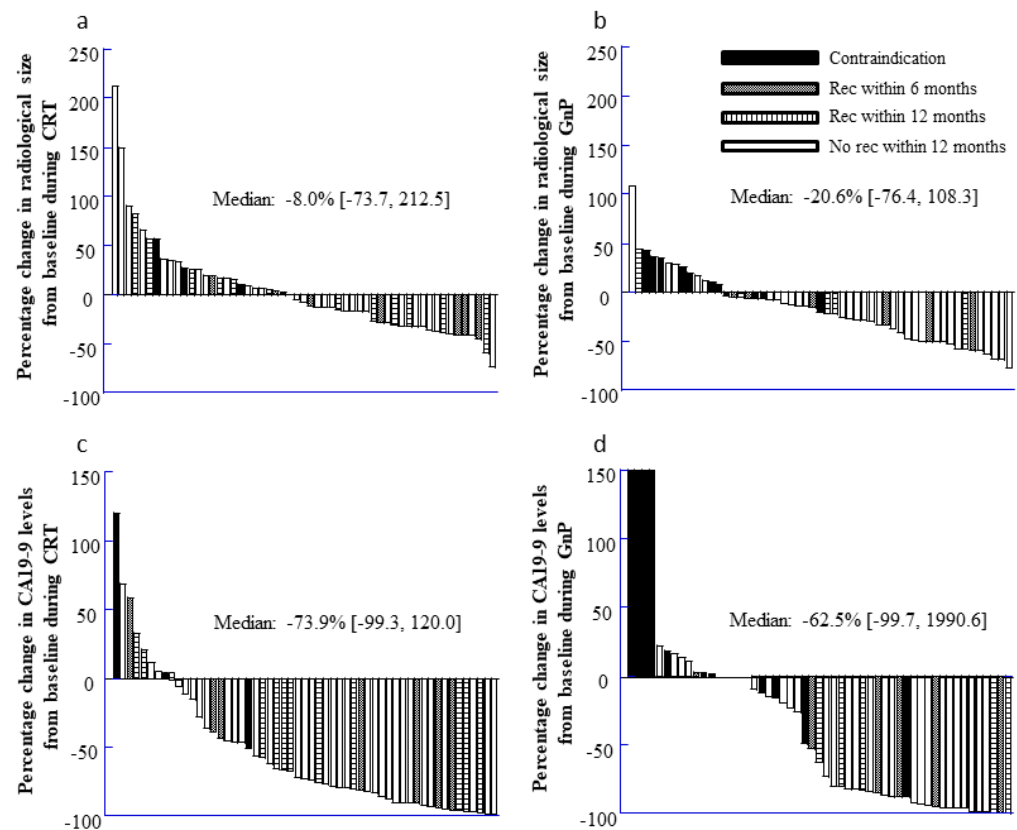 a
Percentage change in radiological size
from baseline during CRT
250
200
150
100
50
0
-50
-100
Median: -8.0% [-73.7, 212.5]
b
Percentage change in radiological size
from baseline during GnP
250
200
150
100
50
0
-50
-100
Contraindication
Rec within 6 months
Rec within 12 months
No rec within 12 months
Median: -20.6% [-76.4, 108.3]
c
Percentage change in CA19-9 levels
from baseline during CRT
150
100
50
0
-50
-100
Median: -73.9% [-99.3, 120.0]
d
Percentage change in CA19-9 levels
from baseline during GnP
150
100
50
0
-50
-100
Median: -62.5% [-99.7, 1990.6]